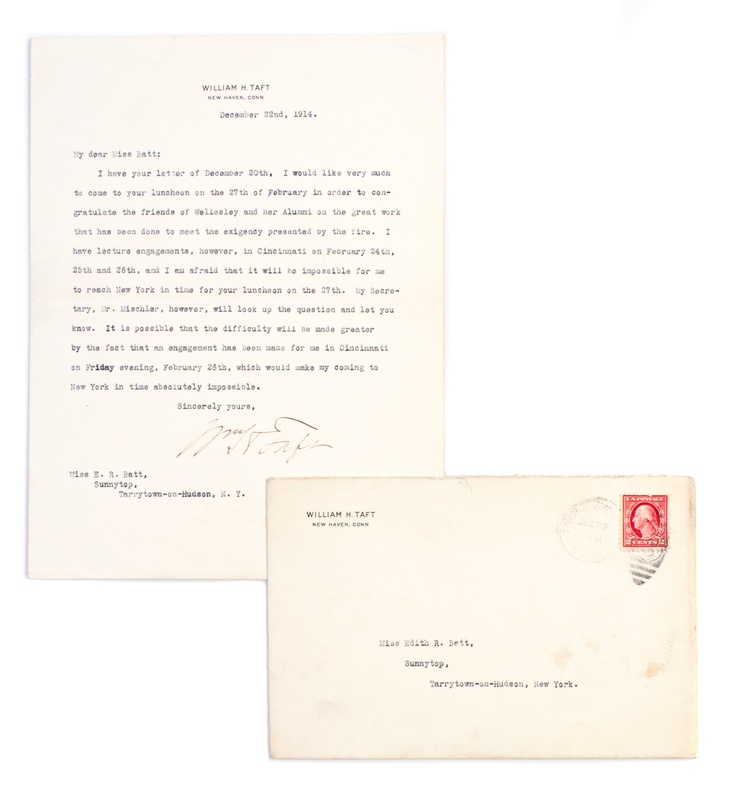 WILLIAM H. TAFT
NEW HAVEN, CONN
December 22nd, 1914.
My dear Miss Batt:
I have your letter of December 20th, I would like very much
to come to your luncheon on the 27th of February in order to con-
gratulate the friends of Wellesley and her Alumni on the great work
that has been done to meet the exigency presented by the fire. I
have lecture engagements, however, in Cincinnati on February 24th,
25th and 26th, and I am afraid that it will be impossible for me
to reach New York in time for your luncheon on the 27th. My Secre-
tary, Mr. Mischler, however, will look up the question and let you
know. It is possible that the difficulty will be made greater
by the fact that an engagement has been made for me in Cincinnati
on Friday evening, February 26th, which would make my coming to
New York in time absolutely impossible.
Sincerely yours,
Wm H Taft
Miss E. R. Batt,
Sunnytop,
Tarrytown-on-Hudson, N. Y.
WILLIAM H. TAFT
NEW HAVEN, CONN
DEC 22
U.S. POSTAGE
2 CENTS 2
Miss Edith R. Batt,
Sunnytop,
Tarrytown-on-Hudson, New York.